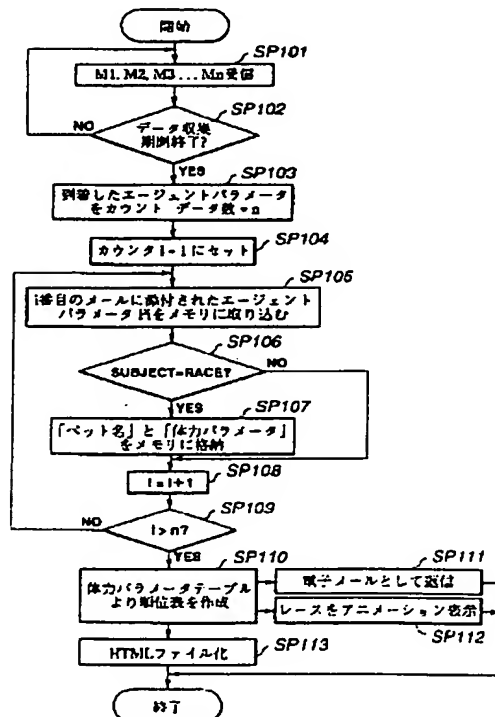 開始
SP101
M1, M2, M3 ... Mn受信
SP102
データ収集
期間終了?
NO
YES
SP103
到着したエージェントパラメータ
をカウント データ数=n
SP104
カウンタ i=1にセット
SP105
i番目のメールに添付されたエージェント
パラメータ Piをメモリに取り込む
SP106
SUBJECT=RACE?
NO
YES
SP107
「ペット名」と「体力パラメータ」
をメモリに格納
SP108
i=i+1
SP109
i>n?
NO
YES
SP110
体力パラメータテーブル
より順位表を作成
SP111
電子メールとして返信
レースをアニメーション表示
SP112
SP113
HTMLファイル化
終了